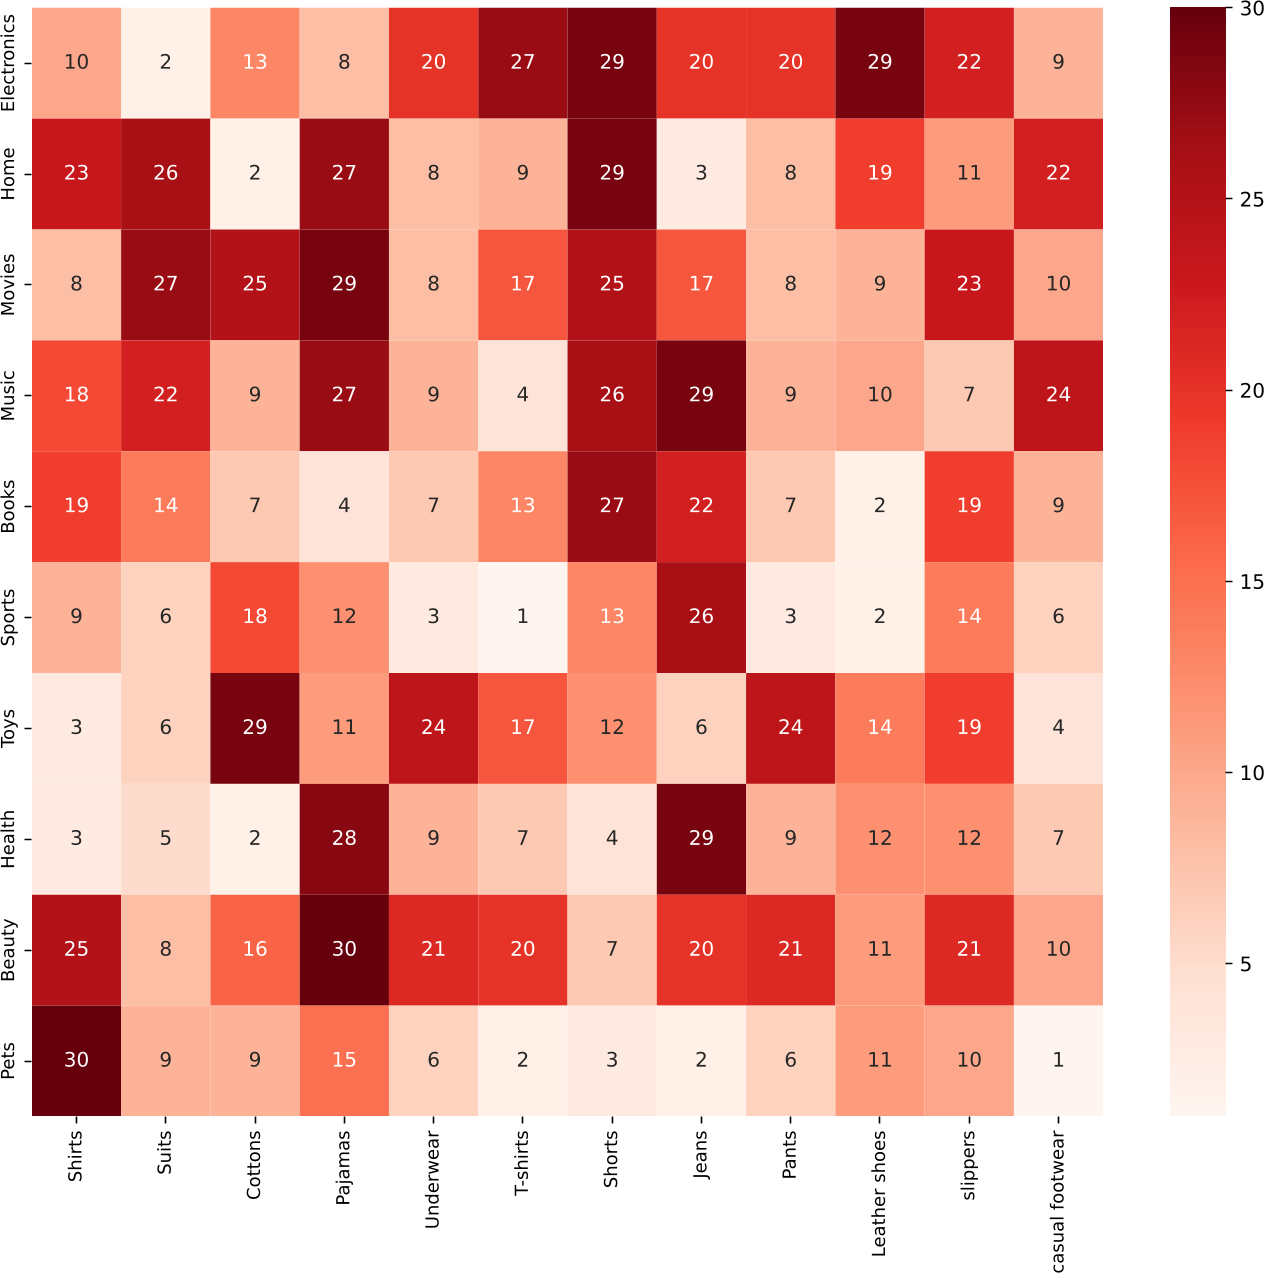 Electronics 10 2 13 8 20 27 29 20 20 29 22 9
Home 23 26 2 27 8 9 29 3 8 19 11 22
Movies 8 27 25 29 8 17 25 17 8 9 23 10
Music 18 22 9 27 9 4 26 29 9 10 7 24
Books 19 14 7 4 7 13 27 22 7 2 19 9
Sports 9 6 18 12 3 1 13 26 3 2 14 6
Toys 3 6 29 11 24 17 12 6 24 14 19 4
Health 3 5 2 28 9 7 4 29 9 12 12 7
Beauty 25 8 16 30 21 20 7 20 21 11 21 10
Pets 30 9 9 15 6 2 3 2 6 11 10 1
Shirts
Suits
Cottons
Pajamas
Underwear
T-shirts
Shorts
Jeans
Pants
Leather shoes
slippers
casual footwear
30
25
20
15
10
5